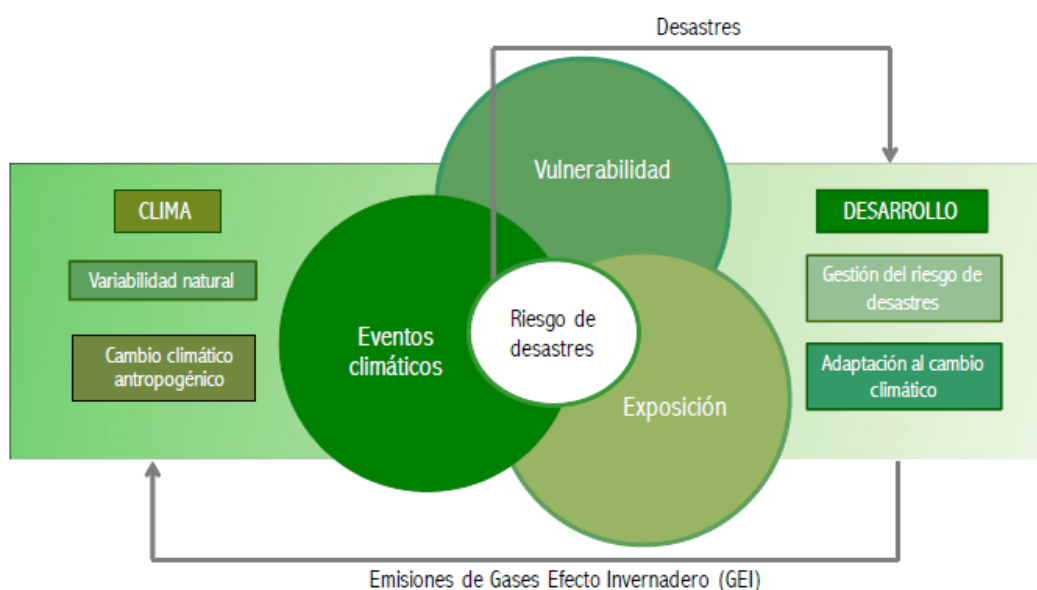 Desastres
Vulnerabilidad
CLIMA
DESARROLLO
Variabilidad natural
Gestión del riesgo de
desastres
Eventos
climáticos
Riesgo de
desastres
Cambio climático
antropogénico
Adaptación al cambio
climático
Exposición
Emisiones de Gases Efecto Invernadero (GEI)